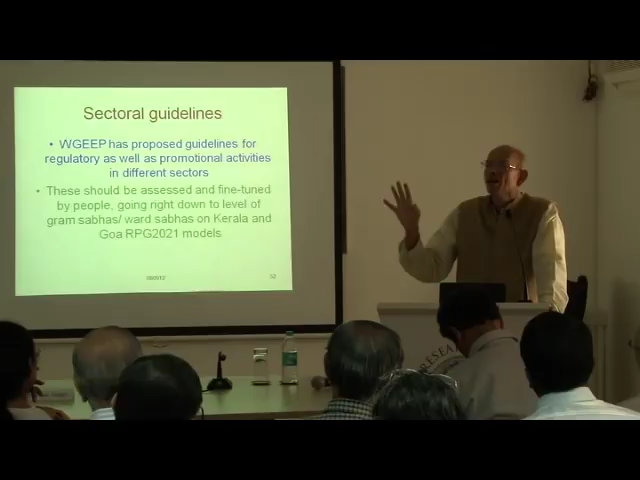 Sectoral guidelines
• WGEEP has proposed guidelines for
regulatory as well as promotional activities
in different sectors
• These should be assessed and fine-tuned
by people, going right down to level of
gram sabhas/ ward sabhas on Kerala and
Goa RPG2021 models
32
RESEA